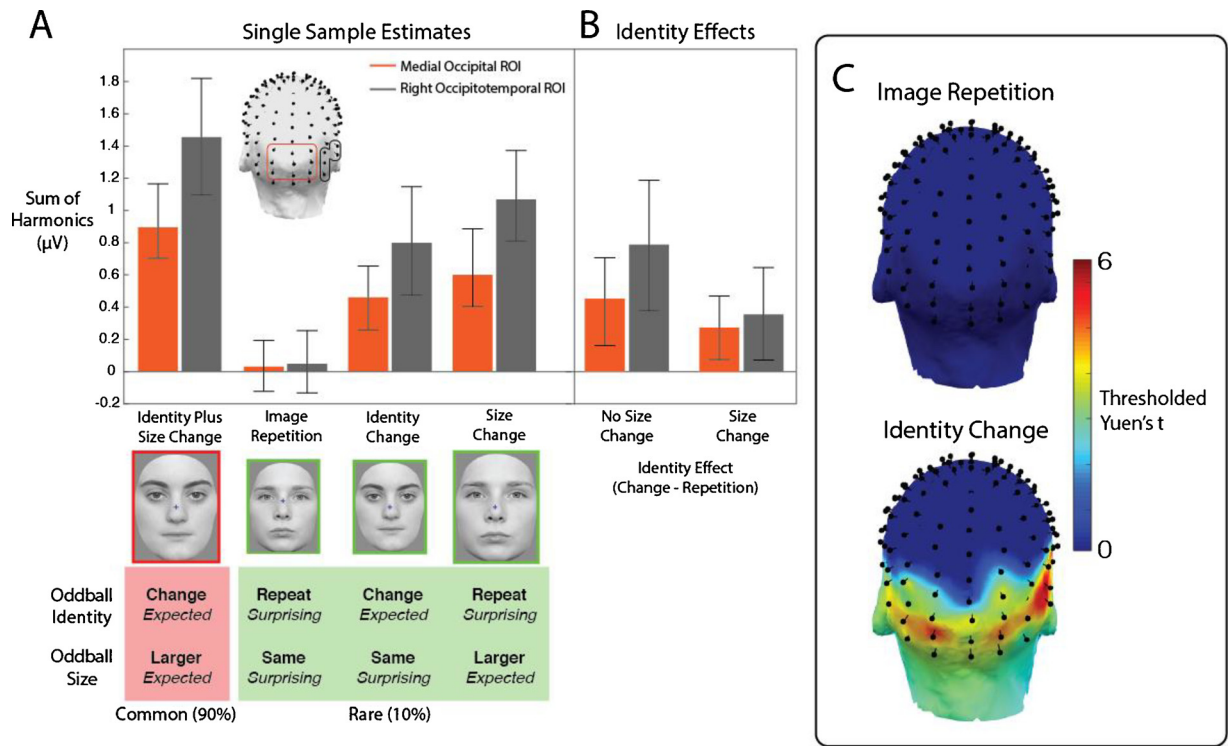 A
Single Sample Estimates
Medial Occipital ROI
Right Occipitotemporal ROI
Sum of
Harmonics
(µV)
1.8
1.6
1.4
1.2
1
0.8
0.6
0.4
0.2
0
-0.2
Identity Plus
Size Change
Image
Repetition
Identity
Change
Size
Change
Oddball
Identity
Change
Expected
Repeat
Surprising
Change
Expected
Repeat
Surprising
Oddball
Size
Larger
Expected
Same
Surprising
Same
Surprising
Larger
Expected
Common (90%)
Rare (10%)
B
Identity Effects
No Size
Change
Size
Change
Identity Effect
(Change - Repetition)
C
Image Repetition
6
Thresholded
Yuen's t
0
Identity Change